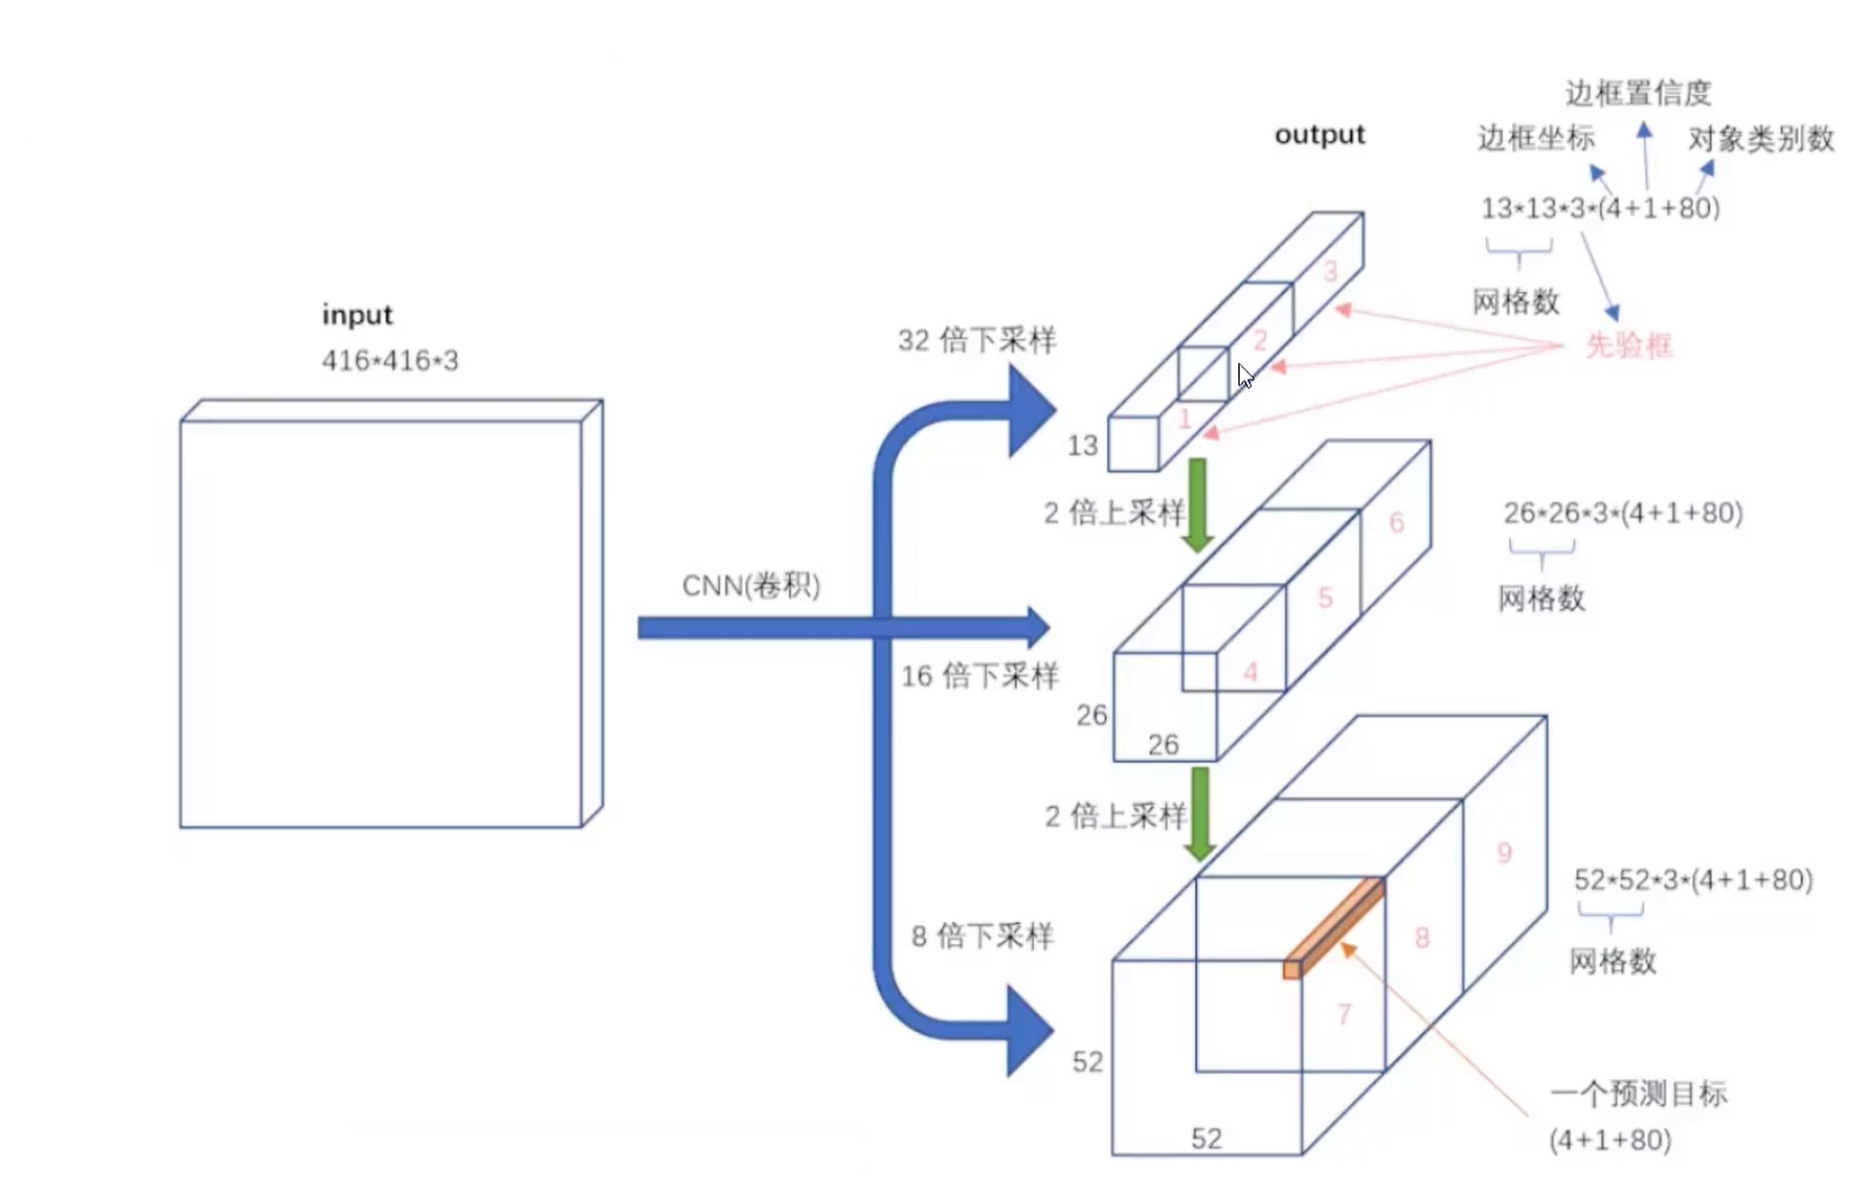 input
416*416*3
CNN(卷积)
32 倍下采样
16 倍下采样
8 倍下采样
output
3
2
1
13
2 倍上采样
6
5
4
26
26
2 倍上采样
9
8
7
52
52
边框置信度
边框坐标
对象类别数
13*13*3*(4+1+80)
网格数
先验框
26*26*3*(4+1+80)
网格数
52*52*3*(4+1+80)
网格数
一个预测目标
(4+1+80)